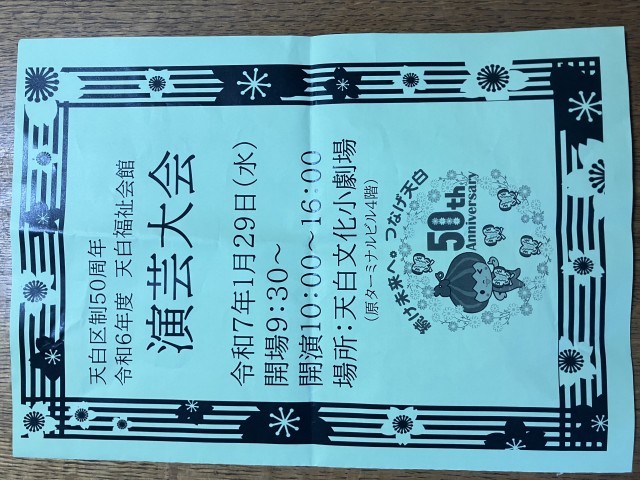 天白区制50周年
令和6年度 天白福祉会館
演芸大会
令和7年1月29日(水)
開場9:30～
開演10:00～16:00
場所:天白文化小劇場
(原ターミナルビル4階)
輝け未来へ。つなげ天白
50th
Anniversary